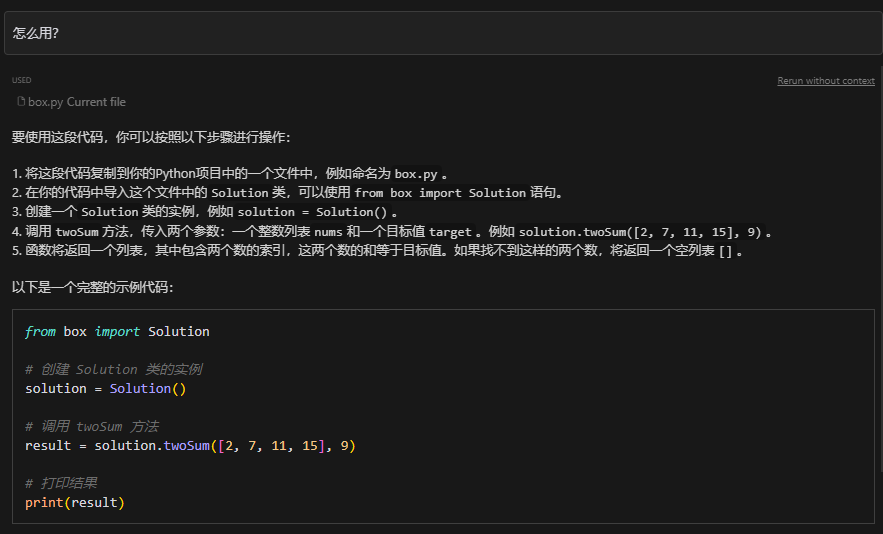 怎么用?
USED
Rerun without context
box.py Current file
要使用这段代码，你可以按照以下步骤进行操作：
1. 将这段代码复制到你的Python项目中的一个文件中，例如命名为 box.py 。
2. 在你的代码中导入这个文件中的 Solution 类，可以使用 from box import Solution 语句。
3. 创建一个 Solution 类的实例，例如 solution = Solution() 。
4. 调用 twoSum 方法，传入两个参数：一个整数列表 nums 和一个目标值 target 。例如 solution.twoSum([2, 7, 11, 15], 9) 。
5. 函数将返回一个列表，其中包含两个数的索引，这两个数的和等于目标值。如果找不到这样的两个数，将返回一个空列表 [] 。
以下是一个完整的示例代码：
from box import Solution
# 创建 Solution 类的实例
solution = Solution()
# 调用 twoSum 方法
result = solution.twoSum([2, 7, 11, 15], 9)
# 打印结果
print(result)